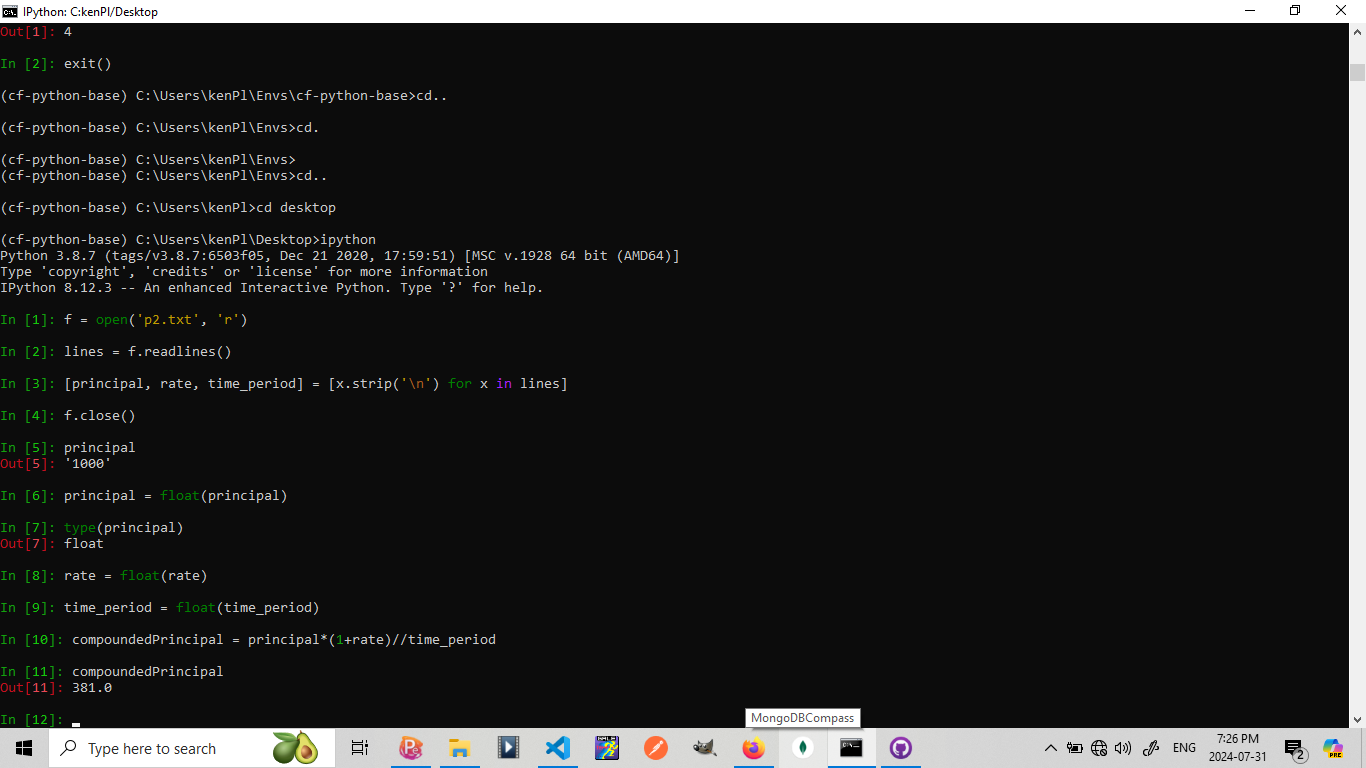 IPython: C:kenPl/Desktop
Out[1]: 4
In [2]: exit()
(cf-python-base) C:\Users\kenPl\Envs\cf-python-base>cd..
(cf-python-base) C:\Users\kenPl\Envs>cd.
(cf-python-base) C:\Users\kenPl\Envs>
(cf-python-base) C:\Users\kenPl\Envs>cd..
(cf-python-base) C:\Users\kenPl>cd desktop
(cf-python-base) C:\Users\kenPl\Desktop>ipython
Python 3.8.7 (tags/v3.8.7:6503f05, Dec 21 2020, 17:59:51) [MSC v.1928 64 bit (AMD64)]
Type 'copyright', 'credits' or 'license' for more information
IPython 8.12.3 -- An enhanced Interactive Python. Type '?' for help.
In [1]: f = open('p2.txt', 'r')
In [2]: lines = f.readlines()
In [3]: [principal, rate, time_period] = [x.strip('\n') for x in lines]
In [4]: f.close()
In [5]: principal
Out[5]: '1000'
In [6]: principal = float(principal)
In [7]: type(principal)
Out[7]: float
In [8]: rate = float(rate)
In [9]: time_period = float(time_period)
In [10]: compoundedPrincipal = principal*(1+rate)//time_period
In [11]: compoundedPrincipal
Out[11]: 381.0
In [12]:
MongoDBCompass
Type here to search
ENG
7:26 PM
2024-07-31
2
PRE